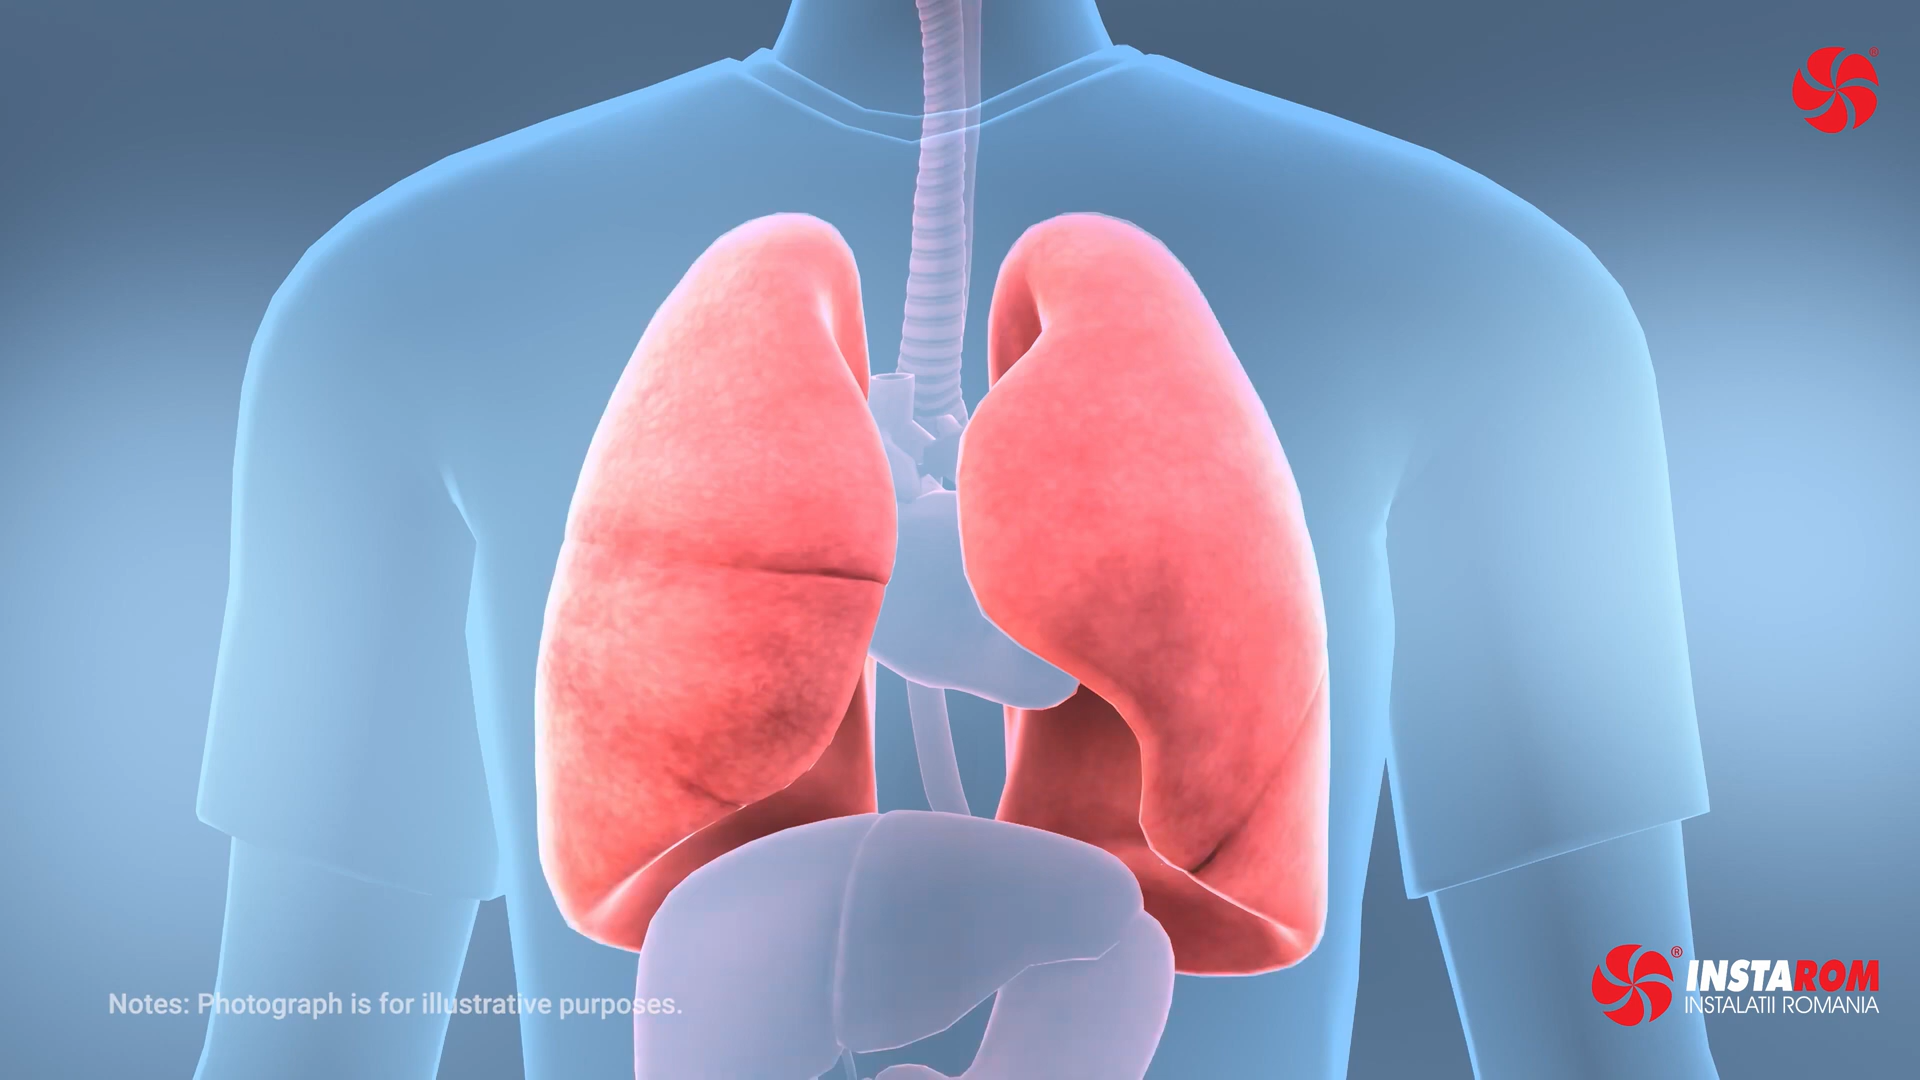 ®
® INSTAROM
INSTALATII ROMANIA
Notes: Photograph is for illustrative purposes.